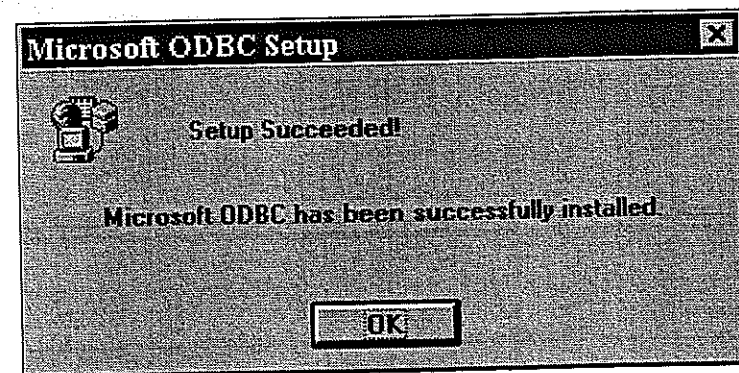 Microsoft ODBC Setup
Setup Succeeded!
Microsoft ODBC has been successfully installed.
OK